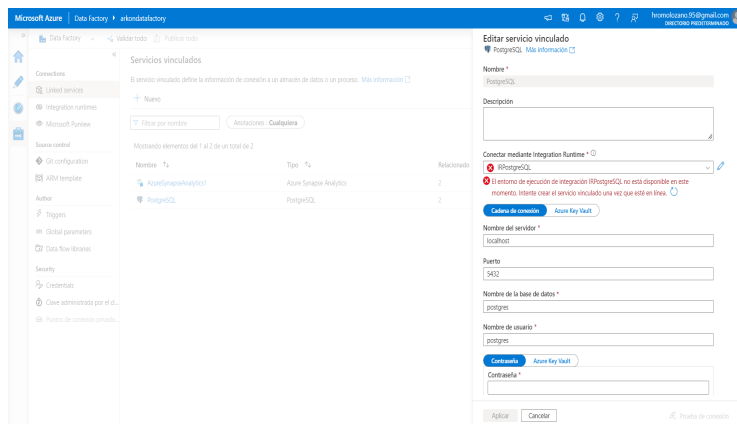 Microsoft Azure | Data Factory ▸ arkondatafactory
hromolozano.95@gmail.com
DIRECTORIO PREDETERMINADO
Data Factory
Validar todo
Publicar todo
Connections
Linked services
Integration runtimes
Microsoft Purview
Source control
Git configuration
ARM template
Author
Triggers
Global parameters
Data flow libraries
Security
Credentials
Clave administrada por el d...
Puntos de conexión privado...
Servicios vinculados
El servicio vinculado define la información de conexión a un almacén de datos o un proceso. Más información
Nuevo
Filtrar por nombre
Anotaciones : Cualquiera
Mostrando elementos del 1 al 2 de un total de 2
Nombre Tipo Relacionado
AzureSynapseAnalytics1 Azure Synapse Analytics 2
PostgreSQL PostgreSQL 2
Editar servicio vinculado
PostgreSQL Más información
Nombre *
PostgreSQL
Descripción
Conectar mediante Integration Runtime *
IRPostgreSQL
El entorno de ejecución de integración IRPostgreSQL no está disponible en este
momento. Intente crear el servicio vinculado una vez que esté en línea.
Cadena de conexión Azure Key Vault
Nombre del servidor *
localhost
Puerto
5432
Nombre de la base de datos *
postgres
Nombre de usuario *
postgres
Contraseña Azure Key Vault
Contraseña *
Aplicar Cancelar Prueba de conexión